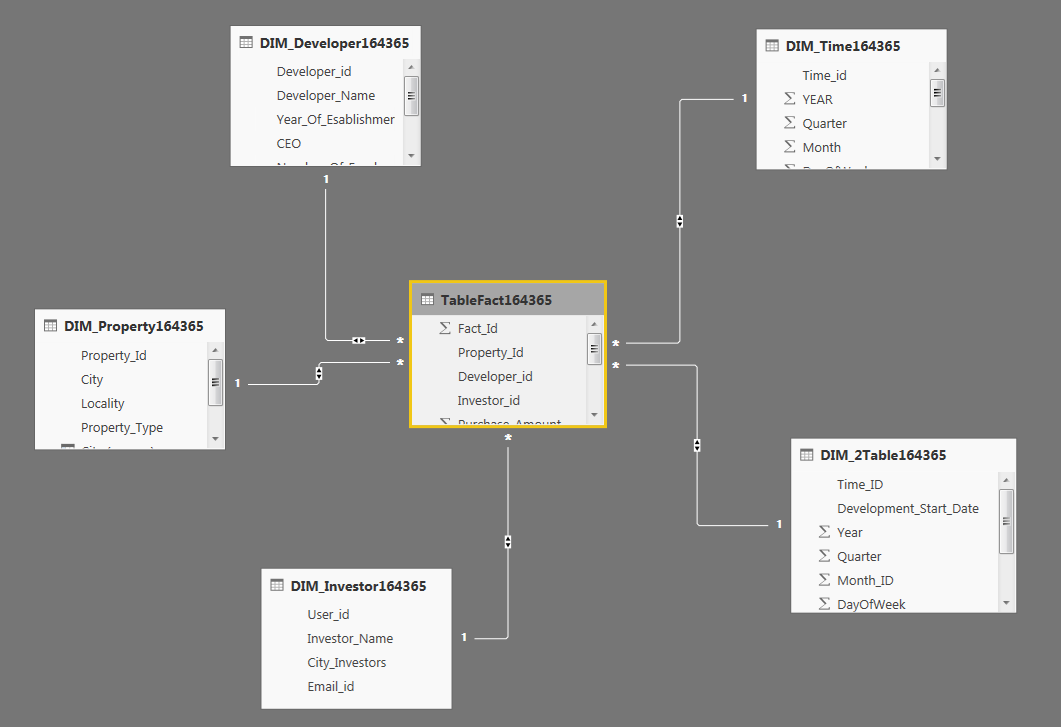 DIM_Developer164365
Developer_id
Developer_Name
Year_Of_Esablishmer
CEO
1
DIM_Time164365
Time_id
YEAR
Quarter
Month
1
TableFact164365
Fact_Id
Property_Id
Developer_id
Investor_id
Purchase_Amount
*
*
*
*
*
DIM_Property164365
Property_Id
City
Locality
Property_Type
1
DIM_2Table164365
Time_ID
Development_Start_Date
Year
Quarter
Month_ID
DayOfWeek
1
DIM_Investor164365
User_id
Investor_Name
City_Investors
Email_id
1